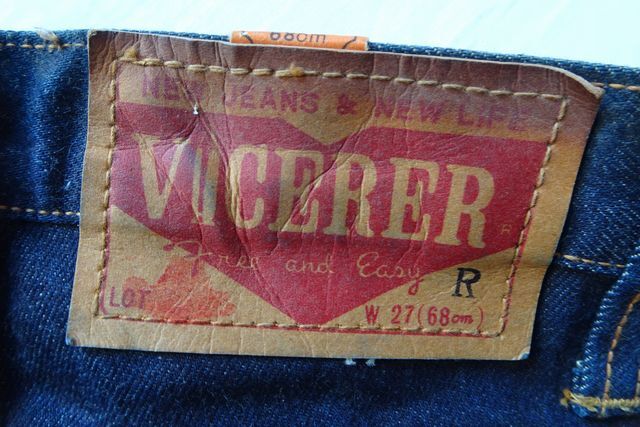 68cm
NEW JEANS & NEW LIFE
VICERER R
Free and Easy
R
LOT
W 27(68cm)